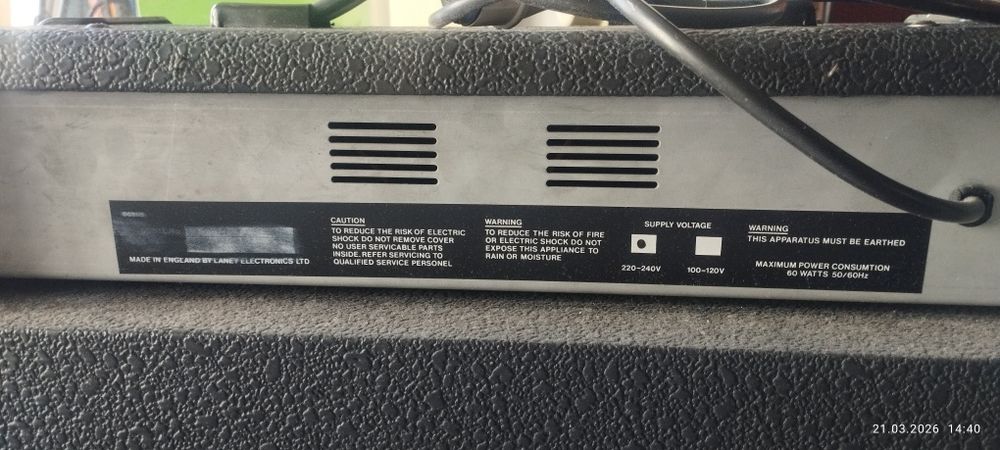 MADE IN ENGLAND BY LANEY ELECTRONICS LTD
CAUTION
TO REDUCE THE RISK OF ELECTRIC
SHOCK DO NOT REMOVE COVER
NO USER SERVICABLE PARTS
INSIDE. REFER SERVICING TO
QUALIFIED SERVICE PERSONEL
WARNING
TO REDUCE THE RISK OF FIRE
OR ELECTRIC SHOCK DO NOT
EXPOSE THIS APPLIANCE TO
RAIN OR MOISTURE
SUPPLY VOLTAGE
220-240V
100-120V
WARNING
THIS APPARATUS MUST BE EARTHED
MAXIMUM POWER CONSUMTION
60 WATTS 50/60Hz
21.03.2026 14:40